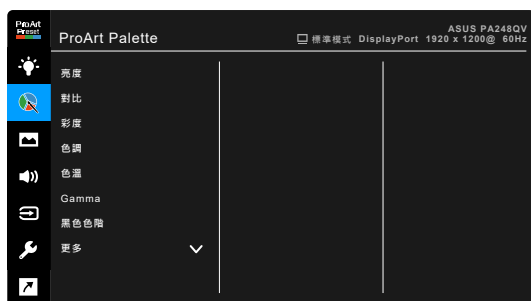 ProArt
Preset
ProArt Palette
ASUS PA248QV
標準模式 DisplayPort 1920 x 1200@ 60Hz
亮度
對比
彩度
色調
色溫
Gamma
黑色色階
更多